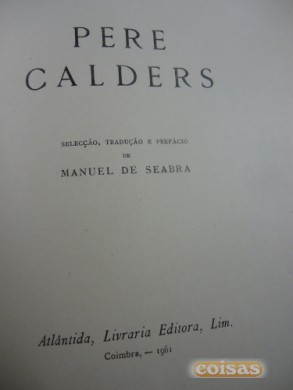 PERE
CALDERS
SELECÇÃO, TRADUÇÃO E PREFÁCIO
DE
MANUEL DE SEABRA
Atlântida, Livraria Editora, Lim.
Coimbra, — 1961
coisas